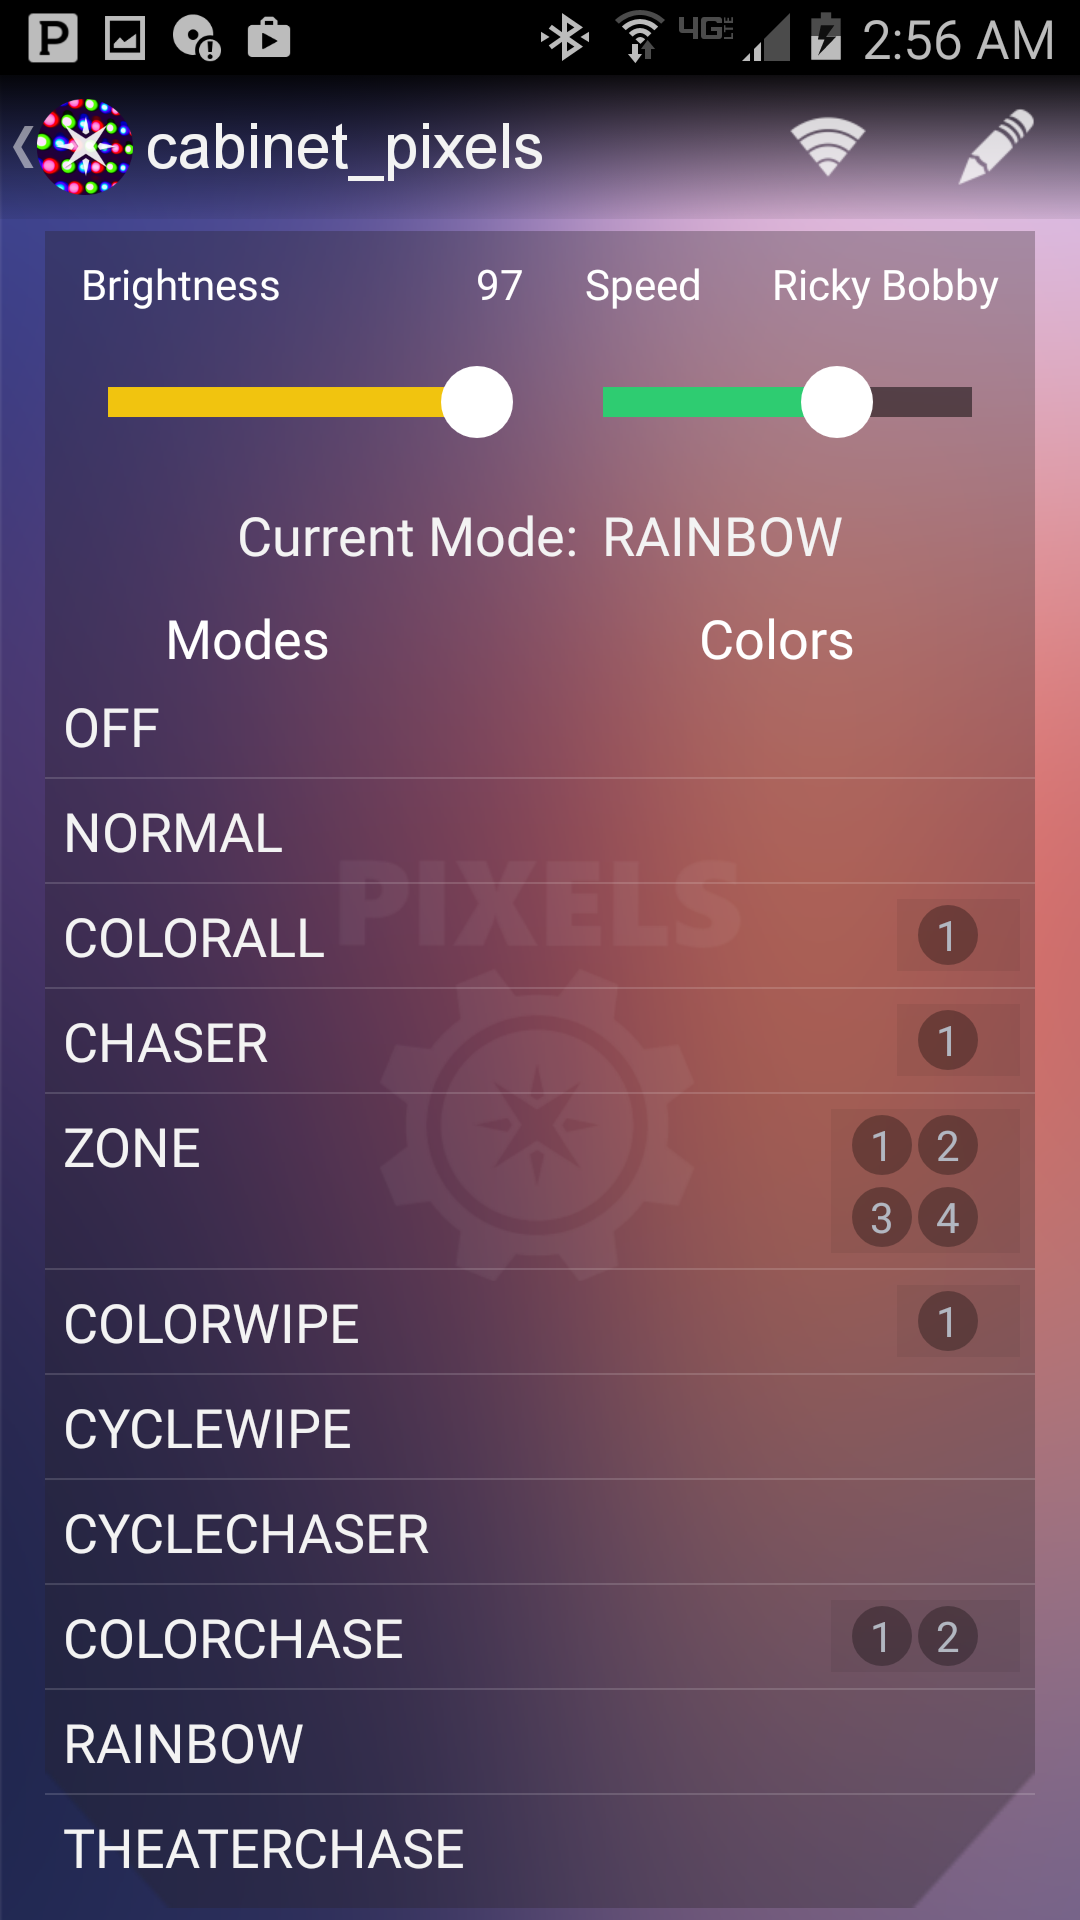 P 4G LTE 2:56 AM
cabinet_pixels
Brightness 97 Speed Ricky Bobby
Current Mode: RAINBOW
Modes Colors
OFF
NORMAL
PIXELS
COLORALL 1
CHASER 1
ZONE 1 2
3 4
COLORWIPE 1
CYCLEWIPE
CYCLECHASER
COLORCHASE 1 2
RAINBOW
THEATERCHASE